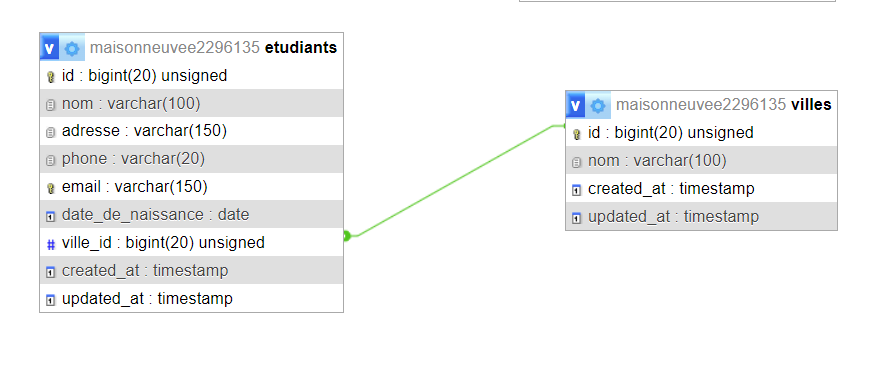 v maisonneuvee2296135 etudiants
id : bigint(20) unsigned
nom : varchar(100)
adresse : varchar(150)
phone : varchar(20)
email : varchar(150)
date_de_naissance : date
# ville_id : bigint(20) unsigned
created_at : timestamp
updated_at : timestamp
v maisonneuvee2296135 villes
id : bigint(20) unsigned
nom : varchar(100)
created_at : timestamp
updated_at : timestamp